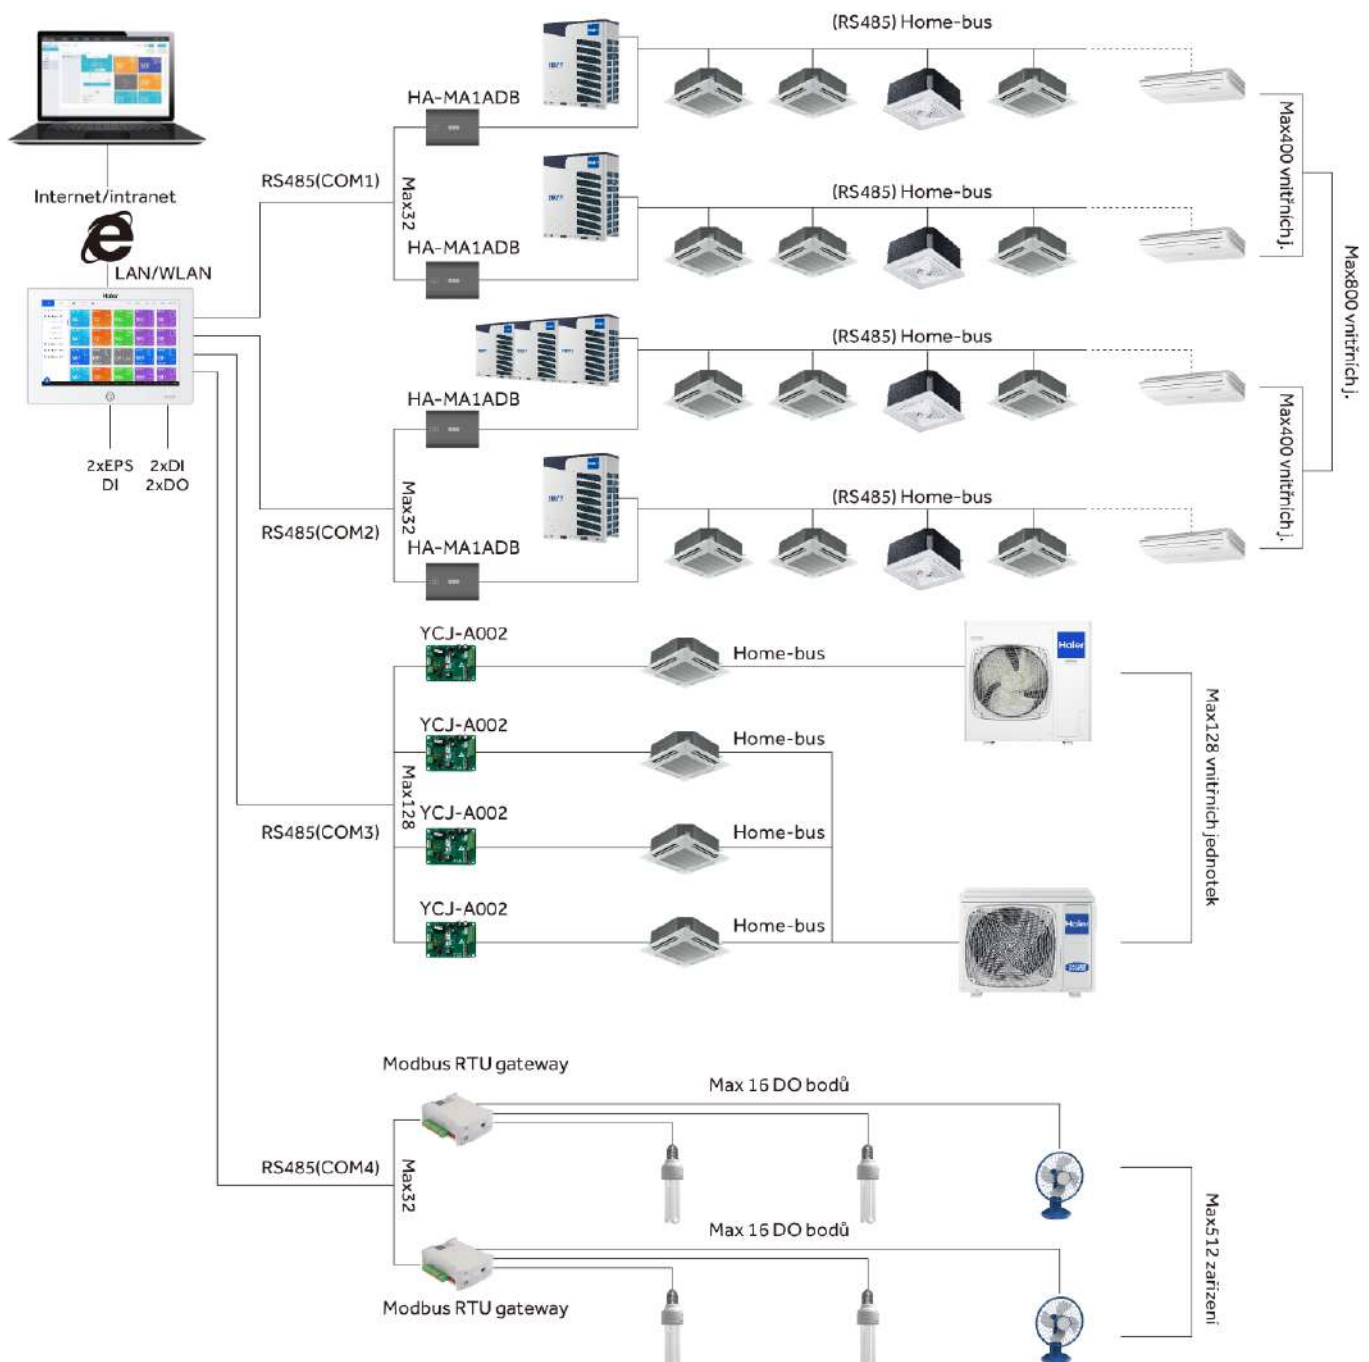 (RS485) Home-bus
HA-MA1ADB
RS485(COM1)
Max32
Max400 vnitřních j.
Internet/intranet
(RS485) Home-bus
HA-MA1ADB
LAN/WLAN
Haier
Max800 vnitřních j.
(RS485) Home-bus
HA-MA1ADB
2xEPS
DI
2xDI
2xDO
Max32
Max400 vnitřních j.
(RS485) Home-bus
RS485(COM2)
HA-MA1ADB
YCJ-A002
Home-bus
Haier
YCJ-A002
Home-bus
Max128
Max128 vnitřních jednotek
RS485(COM3)
YCJ-A002
Home-bus
YCJ-A002
Home-bus
Haier
Modbus RTU gateway
Max 16 DO bodů
RS485(COM4)
Max32
Max512 zařízení
Max 16 DO bodů
Modbus RTU gateway